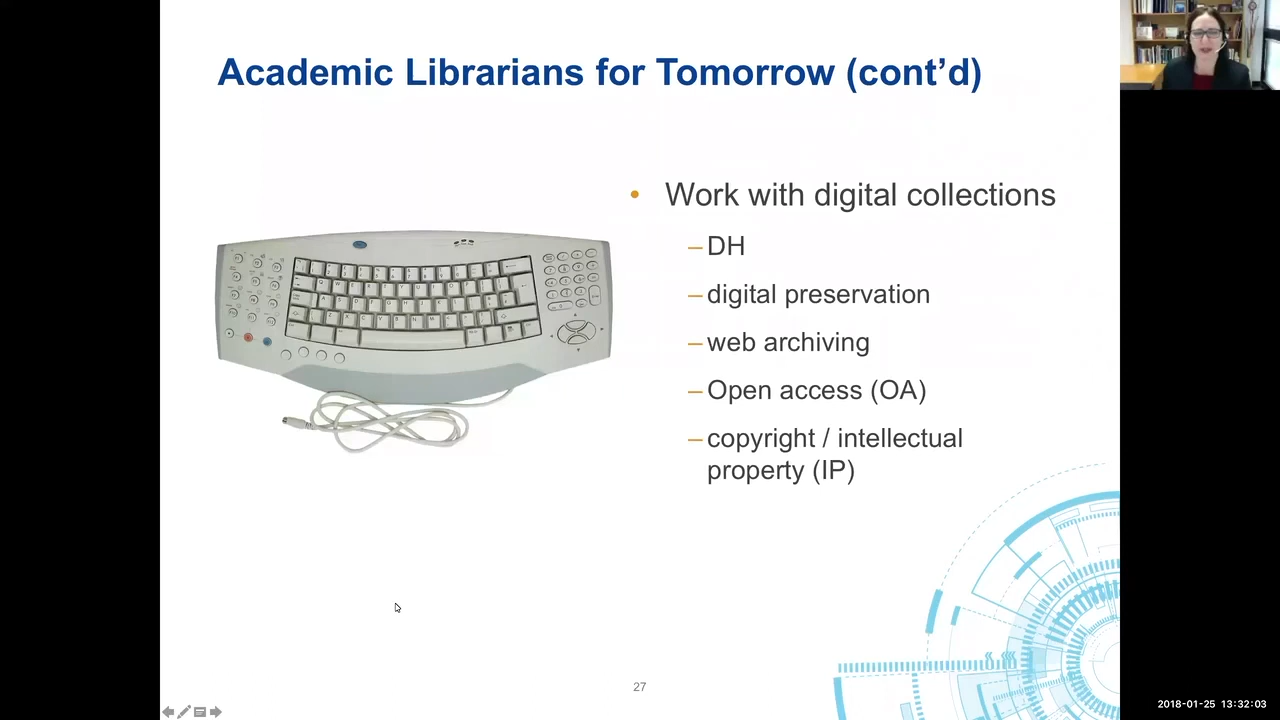 Academic Librarians for Tomorrow (cont’d)
• Work with digital collections
–DH
–digital preservation
–web archiving
–Open access (OA)
–copyright / intellectual
property (IP)
27
2018-01-25 13:32:03